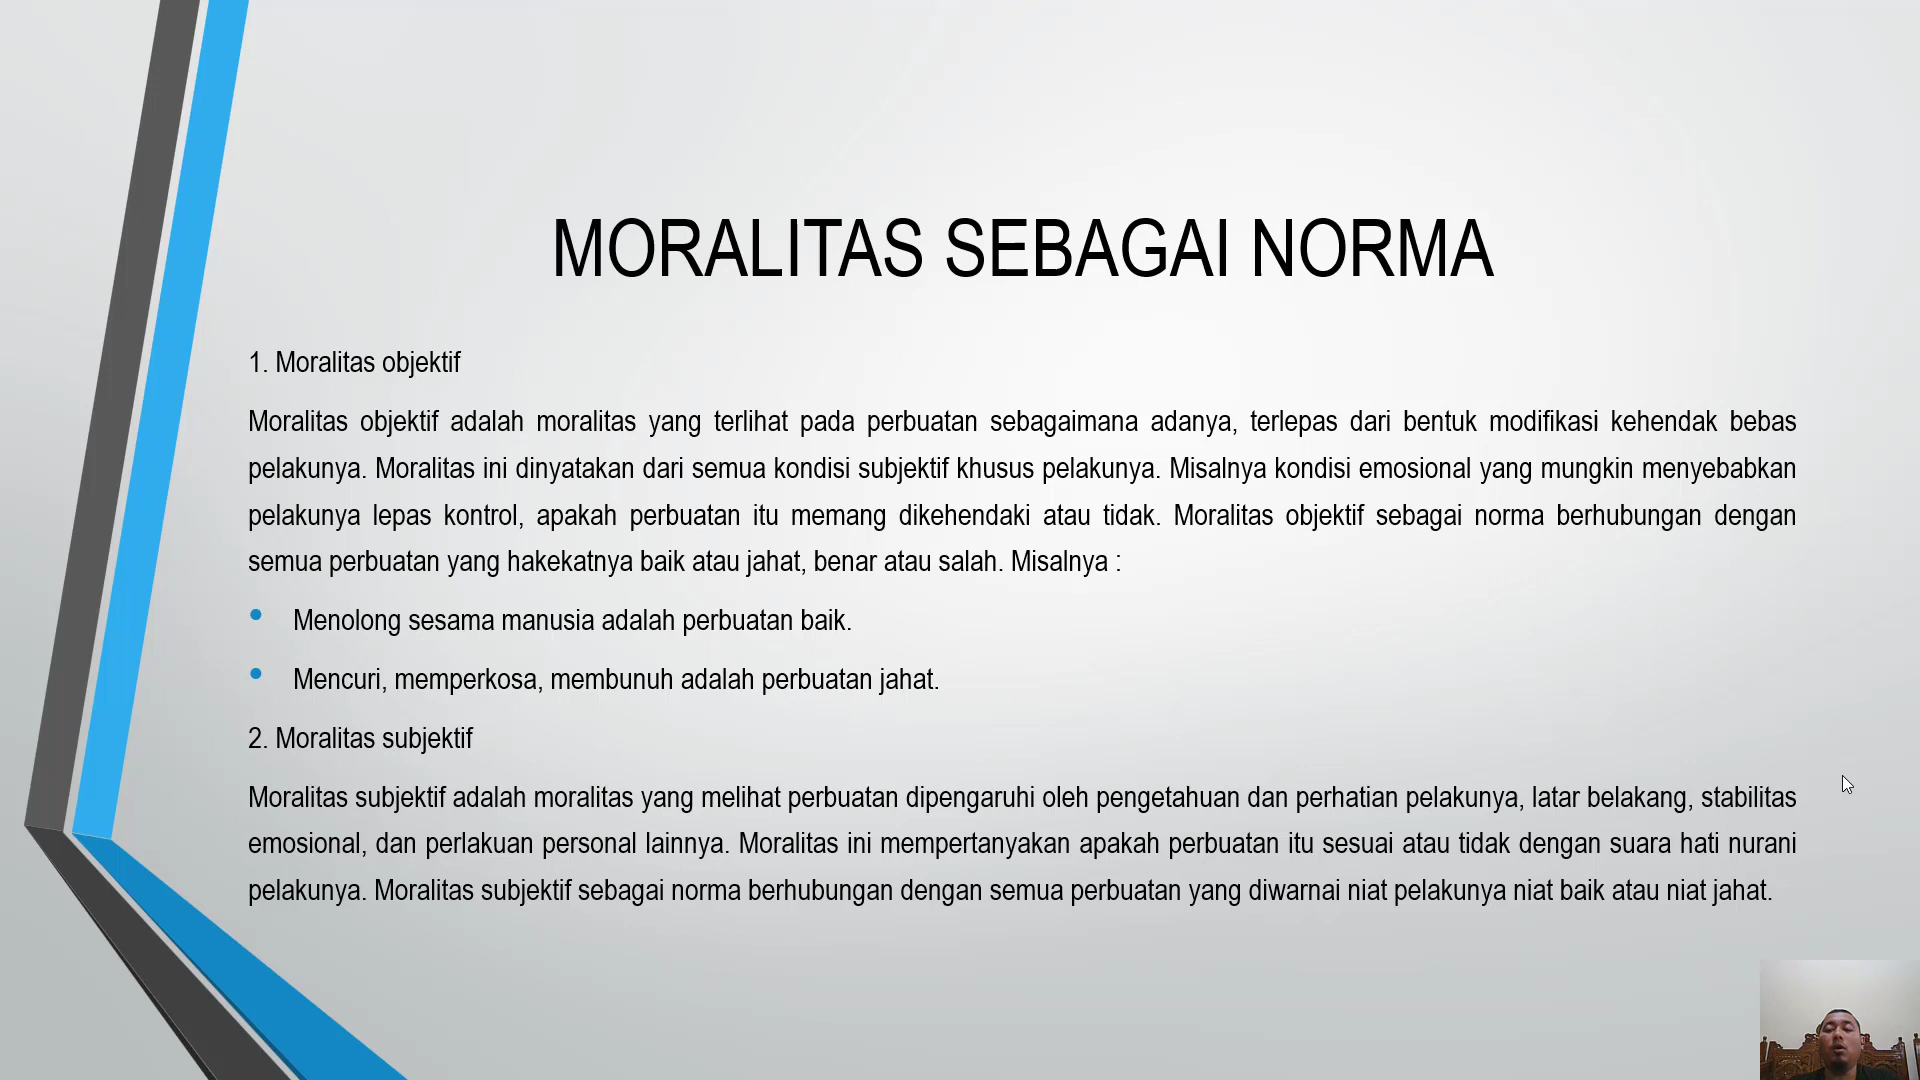 MORALITAS SEBAGAI NORMA
1. Moralitas objektif
Moralitas objektif adalah moralitas yang terlihat pada perbuatan sebagaimana adanya, terlepas dari bentuk modifikasi kehendak bebas
pelakunya. Moralitas ini dinyatakan dari semua kondisi subjektif khusus pelakunya. Misalnya kondisi emosional yang mungkin menyebabkan
pelakunya lepas kontrol, apakah perbuatan itu memang dikehendaki atau tidak. Moralitas objektif sebagai norma berhubungan dengan
semua perbuatan yang hakekatnya baik atau jahat, benar atau salah. Misalnya :
• Menolong sesama manusia adalah perbuatan baik.
• Mencuri, memperkosa, membunuh adalah perbuatan jahat.
2. Moralitas subjektif
Moralitas subjektif adalah moralitas yang melihat perbuatan dipengaruhi oleh pengetahuan dan perhatian pelakunya, latar belakang, stabilitas
emosional, dan perlakuan personal lainnya. Moralitas ini mempertanyakan apakah perbuatan itu sesuai atau tidak dengan suara hati nurani
pelakunya. Moralitas subjektif sebagai norma berhubungan dengan semua perbuatan yang diwarnai niat pelakunya niat baik atau niat jahat.